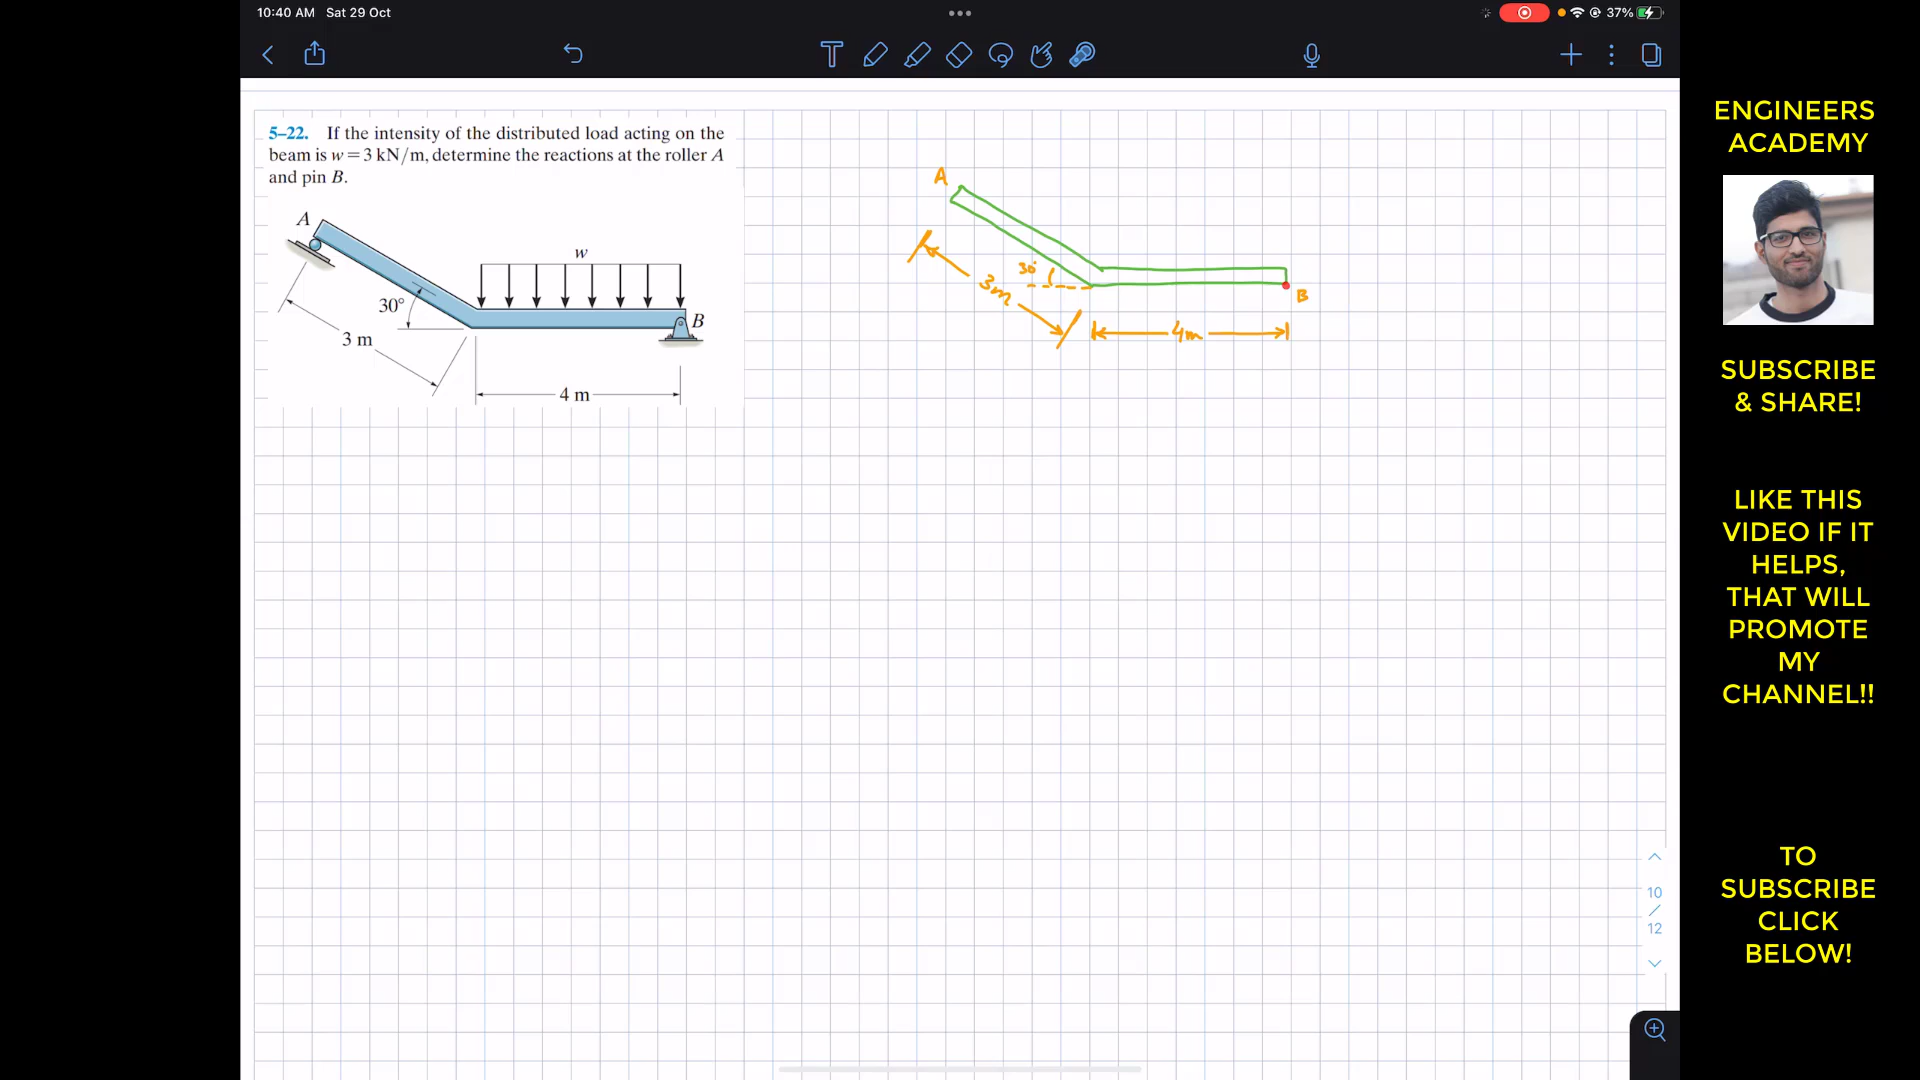 10:40 AM Sat 29 Oct
37%
5–22. If the intensity of the distributed load acting on the
beam is w = 3 kN/m, determine the reactions at the roller A
and pin B.
A
w
30°
B
3 m
4 m
A
30°
3m
B
4m
10
/
12
ENGINEERS
ACADEMY
SUBSCRIBE
& SHARE!
LIKE THIS
VIDEO IF IT
HELPS,
THAT WILL
PROMOTE
MY
CHANNEL!!
TO
SUBSCRIBE
CLICK
BELOW!